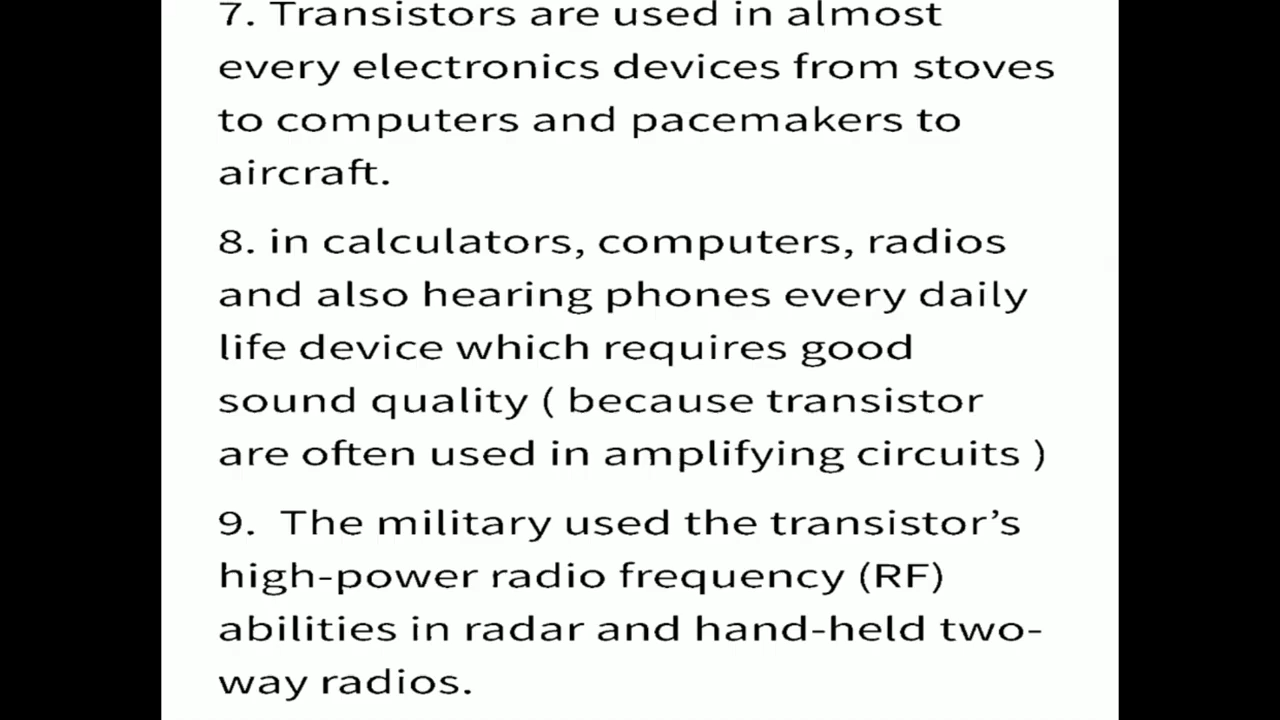 7. Transistors are used in almost
every electronics devices from stoves
to computers and pacemakers to
aircraft.
8. in calculators, computers, radios
and also hearing phones every daily
life device which requires good
sound quality ( because transistor
are often used in amplifying circuits )
9.  The military used the transistor’s
high-power radio frequency (RF)
abilities in radar and hand-held two-
way radios.